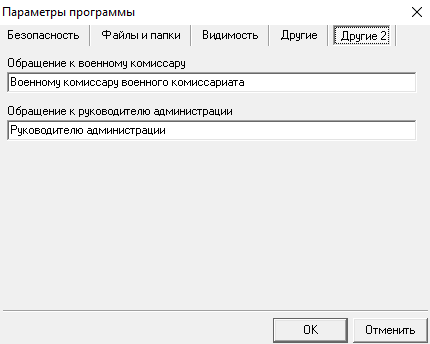 Параметры программы
Безопасность Файлы и папки Видимость Другие Другие 2
Обращение к военному комиссару
Военному комиссару военного комиссариата
Обращение к руководителю администрации
Руководителю администрации
OK Отменить